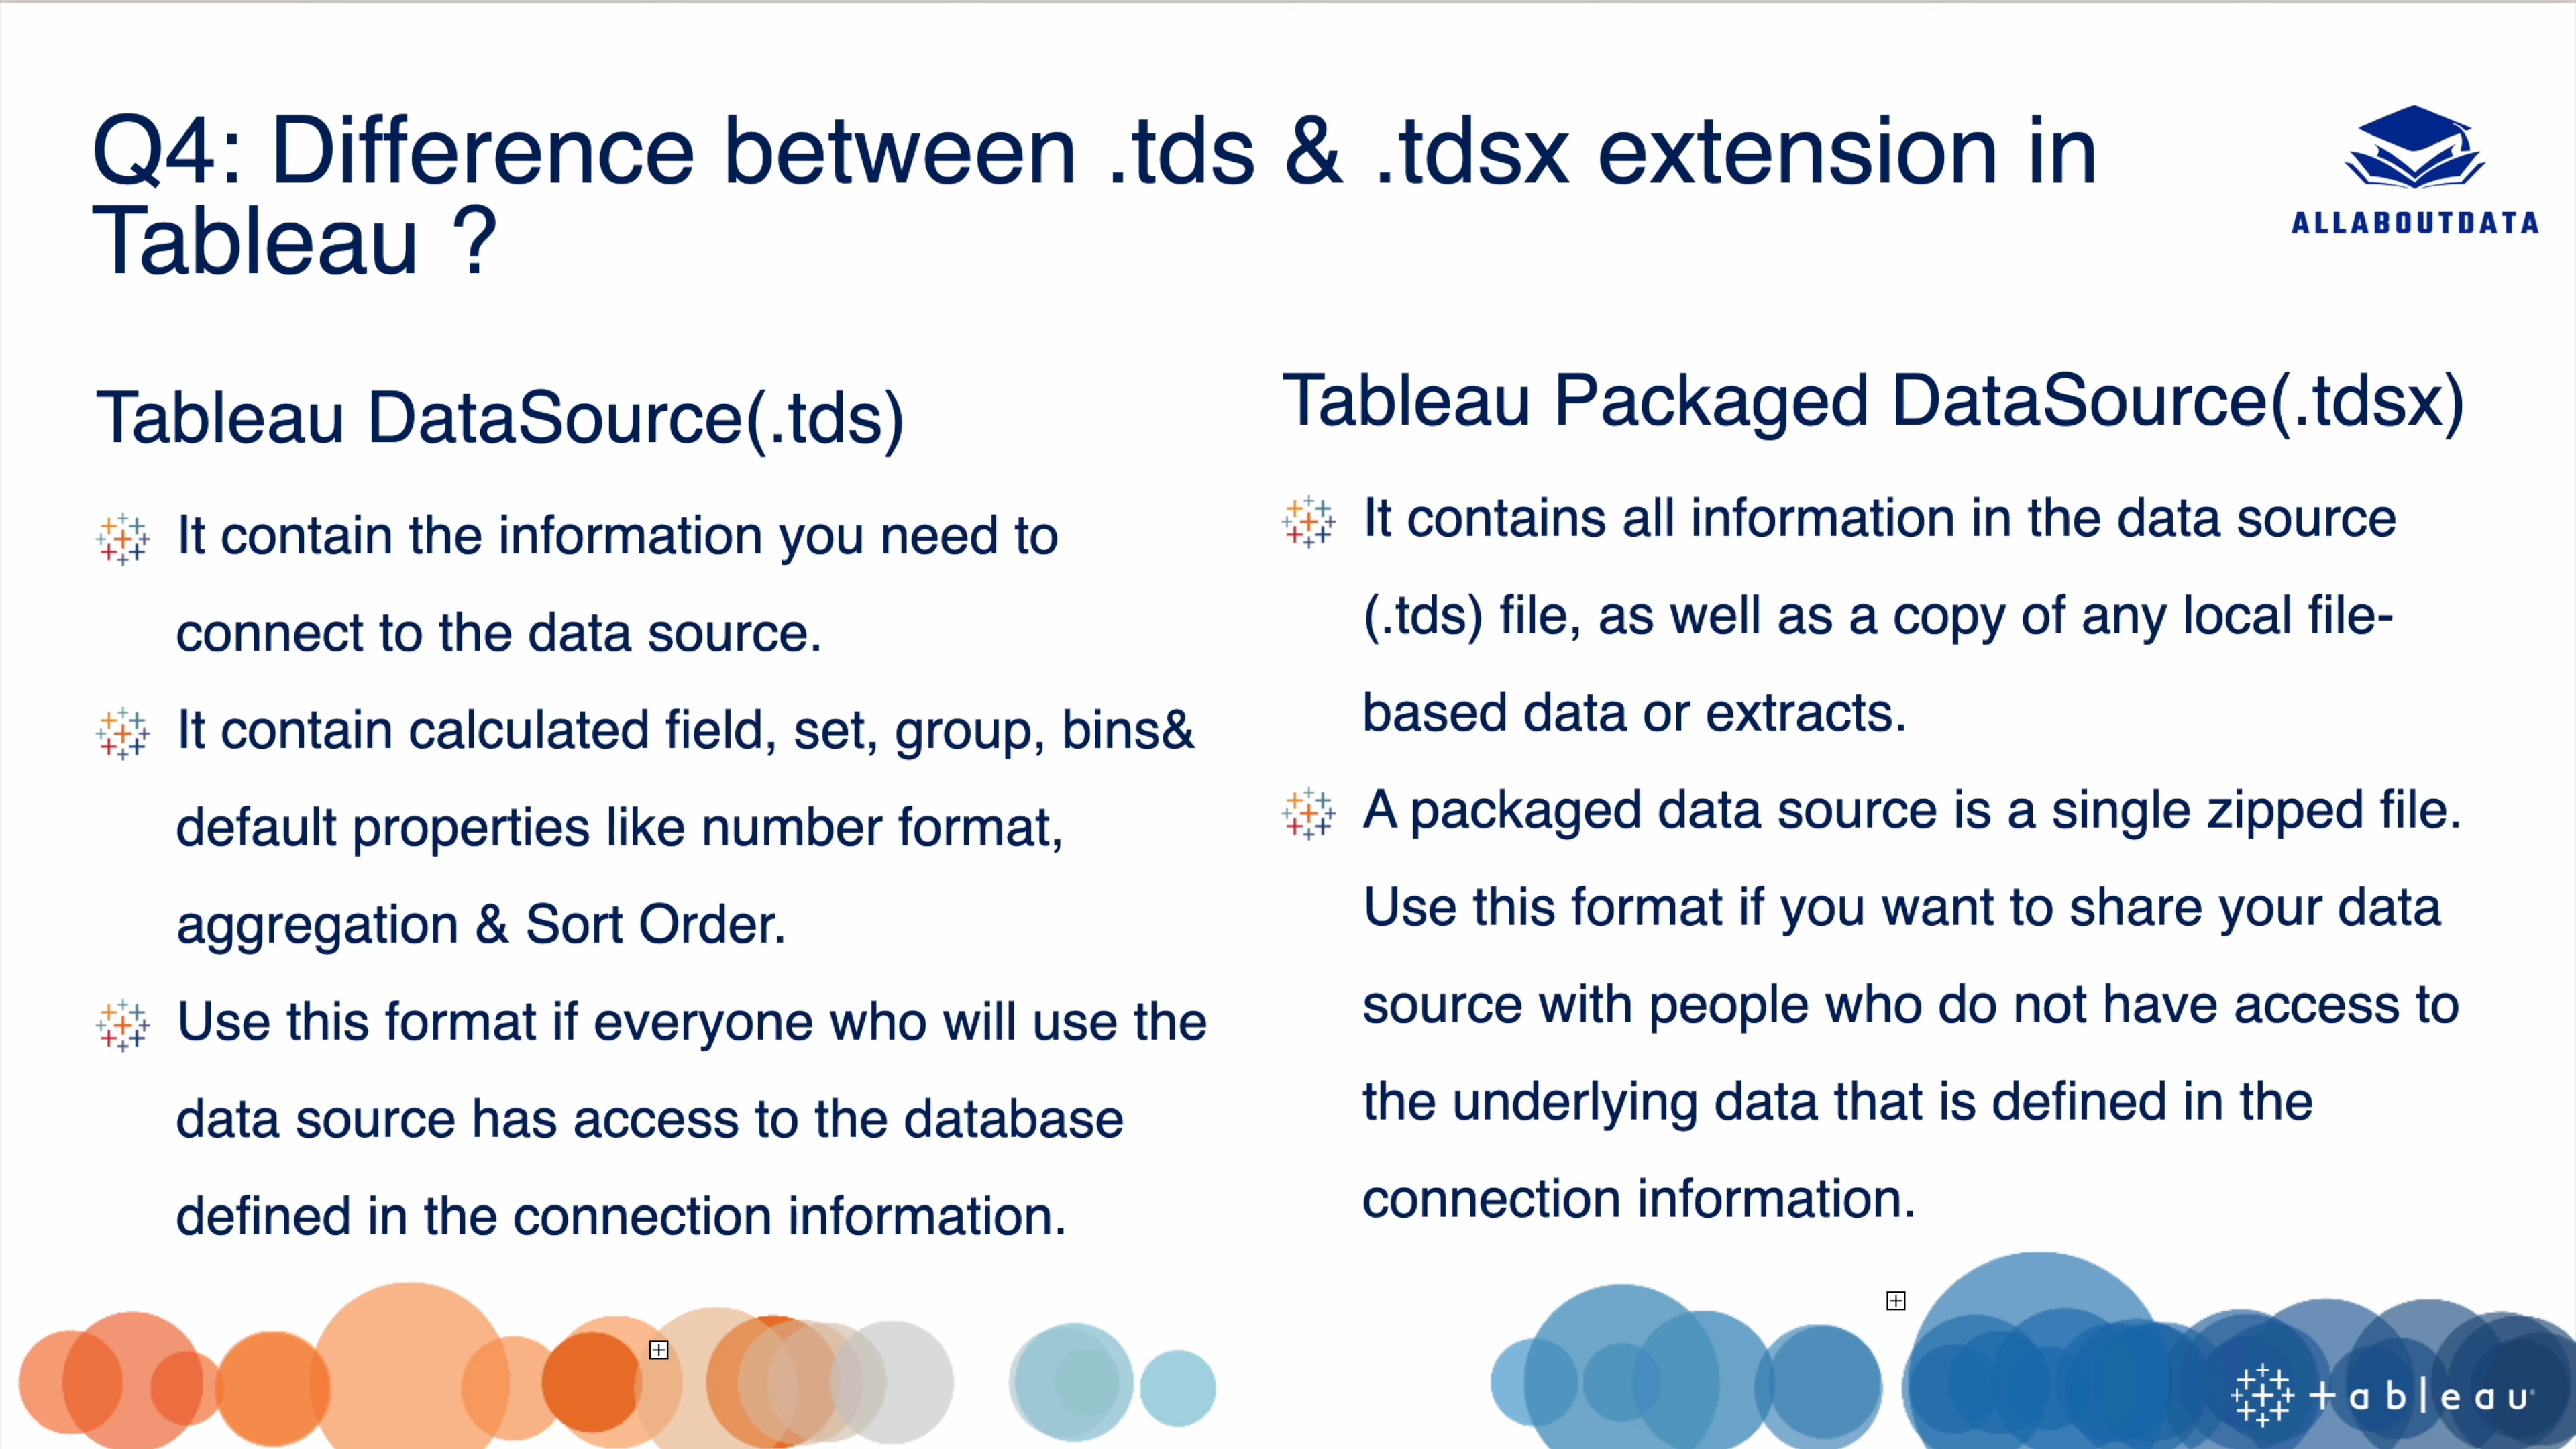 Q4: Difference between .tds & .tdsx extension in
Tableau ?
ALLABOUTDATA
Tableau DataSource(.tds)
It contain the information you need to
connect to the data source.
It contain calculated field, set, group, bins&
default properties like number format,
aggregation & Sort Order.
Use this format if everyone who will use the
data source has access to the database
defined in the connection information.
Tableau Packaged DataSource(.tdsx)
It contains all information in the data source
(.tds) file, as well as a copy of any local file-
based data or extracts.
A packaged data source is a single zipped file.
Use this format if you want to share your data
source with people who do not have access to
the underlying data that is defined in the
connection information.
+ableau